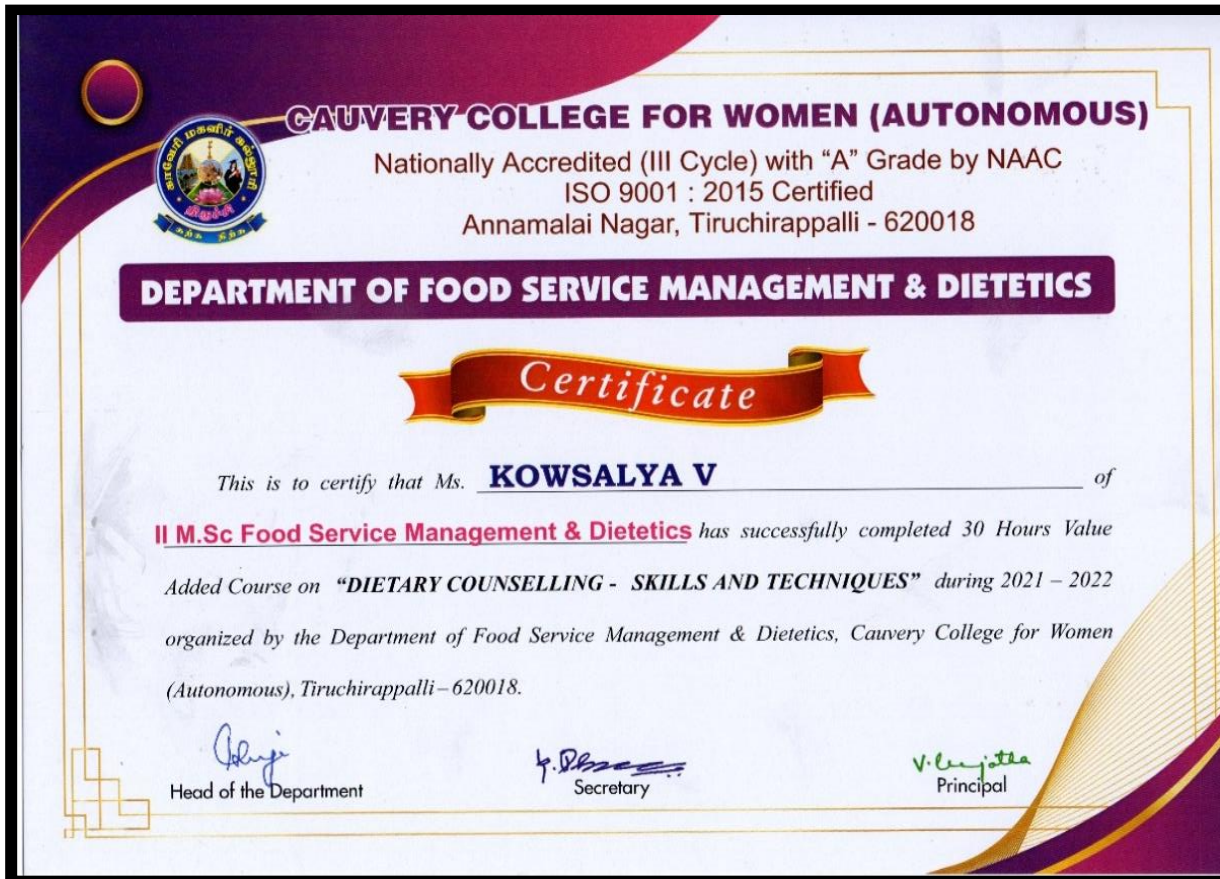 காவேரி மகளிர் கல்லூரி
திருச்சி
கற்க நிற்க
CAUVERY COLLEGE FOR WOMEN (AUTONOMOUS)
Nationally Accredited (III Cycle) with “A” Grade by NAAC
ISO 9001 : 2015 Certified
Annamalai Nagar, Tiruchirappalli - 620018
DEPARTMENT OF FOOD SERVICE MANAGEMENT & DIETETICS
Certificate
This is to certify that Ms. KOWSALYA V of
II M.Sc Food Service Management & Dietetics has successfully completed 30 Hours Value
Added Course on “DIETARY COUNSELLING - SKILLS AND TECHNIQUES” during 2021 – 2022
organized by the Department of Food Service Management & Dietetics, Cauvery College for Women
(Autonomous), Tiruchirappalli – 620018.
Head of the Department
Secretary
Principal